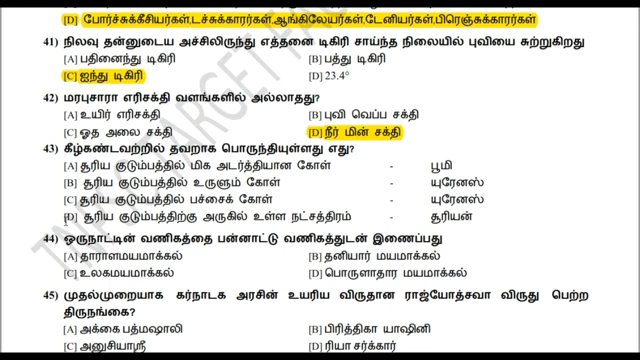 [D] போர்ச்சுக்கீசியர்கள்,டச்சுக்காரர்கள்,ஆங்கிலேயர்கள்,டேனியர்கள்,பிரெஞ்சுக்காரர்கள்
41) நிலவு தன்னுடைய அச்சிலிருந்து எத்தனை டிகிரி சாய்ந்த நிலையில் புவியை சுற்றுகிறது
[A] பதினைந்து டிகிரி [B] பத்து டிகிரி
[C] ஐந்து டிகிரி [D] 23.4°
42) மரபுசாரா எரிசக்தி வளங்களில் அல்லாதது?
[A] உயிர் எரிசக்தி [B] புவி வெப்ப சக்தி
[C] ஓத அலை சக்தி [D] நீர் மின் சக்தி
43) கீழ்கண்டவற்றில் தவறாக பொருந்தியுள்ளது எது?
[A] சூரிய குடும்பத்தில் மிக அடர்த்தியான கோள் - பூமி
[B] சூரிய குடும்பத்தில் உருளும் கோள் - யுரேனஸ்
[C] சூரிய குடும்பத்தில் பச்சைக் கோள் - யுரேனஸ்
[D] சூரிய குடும்பத்திற்கு அருகில் உள்ள நட்சத்திரம் - சூரியன்
44) ஒருநாட்டின் வணிகத்தை பன்னாட்டு வணிகத்துடன் இணைப்பது
[A] தாராளமயமாக்கல் [B] தனியார் மயமாக்கல்
[C] உலகமயமாக்கல் [D] பொருளாதார மயமாக்கல்
45) முதல்முறையாக கர்நாடக அரசின் உயரிய விருதான ராஜ்யோத்சவா விருது பெற்ற
திருநங்கை?
[A] அக்கை பத்மஷாலி [B] பிரித்திகா யாஷினி
[C] அனுசியாஸ்ரீ [D] ரியா சர்க்கார்